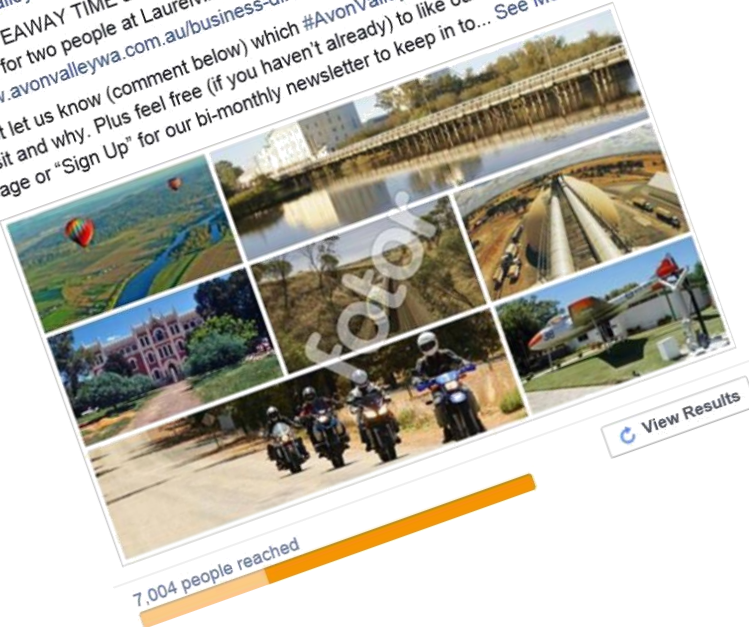 EAWAY TIME
for two people at
.avonvalleywa.com.au/business-di
t let us know (comment below) which #AvonVall
sit and why. Plus feel free (if you haven't already) to like
age or "Sign Up" for our bi-monthly newsletter to keep in to... See
fotor
View Results
7,004 people reached